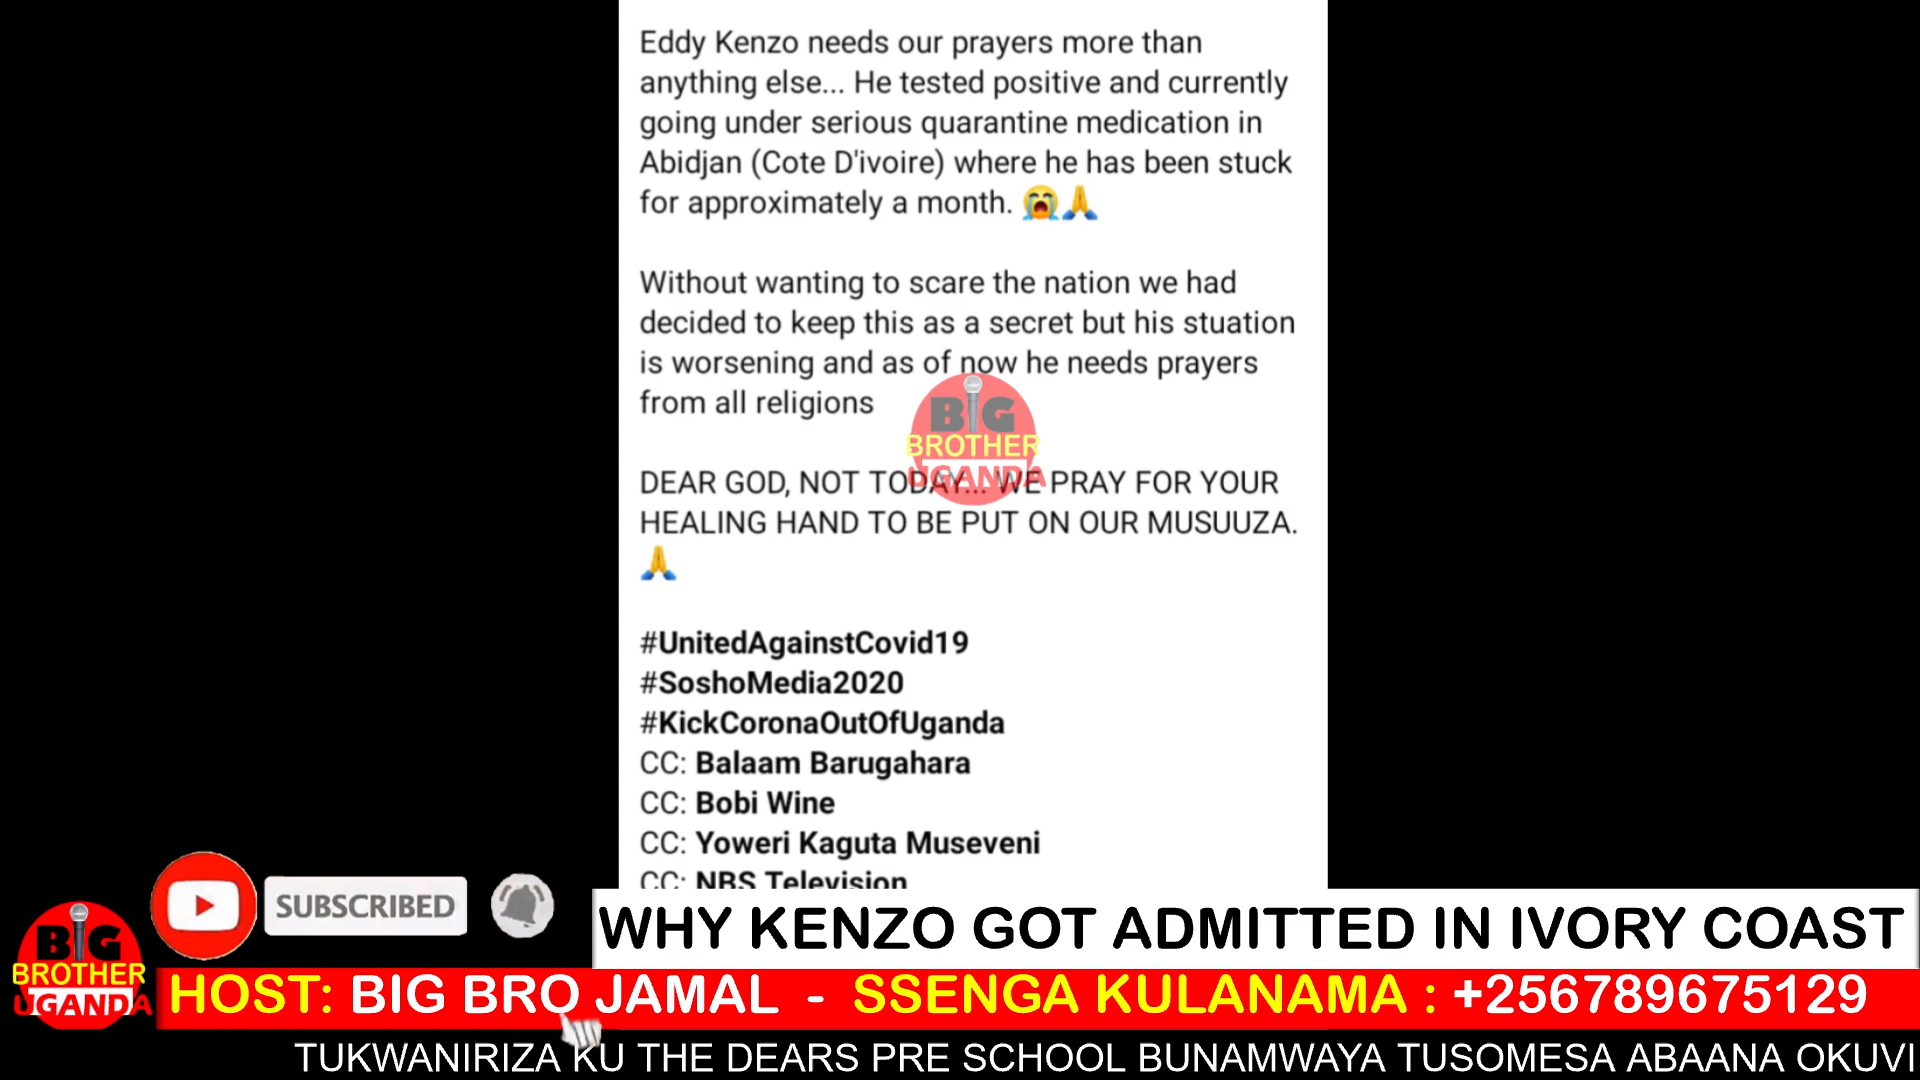 Eddy Kenzo needs our prayers more than
anything else... He tested positive and currently
going under serious quarantine medication in
Abidjan (Cote D'ivoire) where he has been stuck
for approximately a month. 😭🙏
Without wanting to scare the nation we had
decided to keep this as a secret but his stuation
is worsening and as of now he needs prayers
from all religions
BIG
BROTHER
UGANDA
DEAR GOD, NOT TODAY... WE PRAY FOR YOUR
HEALING HAND TO BE PUT ON OUR MUSUUZA.
🙏
#UnitedAgainstCovid19
#SoshoMedia2020
#KickCoronaOutOfUganda
CC: Balaam Barugahara
CC: Bobi Wine
CC: Yoweri Kaguta Museveni
CC: NBS Television
SUBSCRIBED
WHY KENZO GOT ADMITTED IN IVORY COAST
BIG
BROTHER
UGANDA
HOST: BIG BRO JAMAL - SSENGA KULANAMA : +256789675129
TUKWANIRIZA KU THE DEARS PRE SCHOOL BUNAMWAYA TUSOMESA ABAANA OKUVI